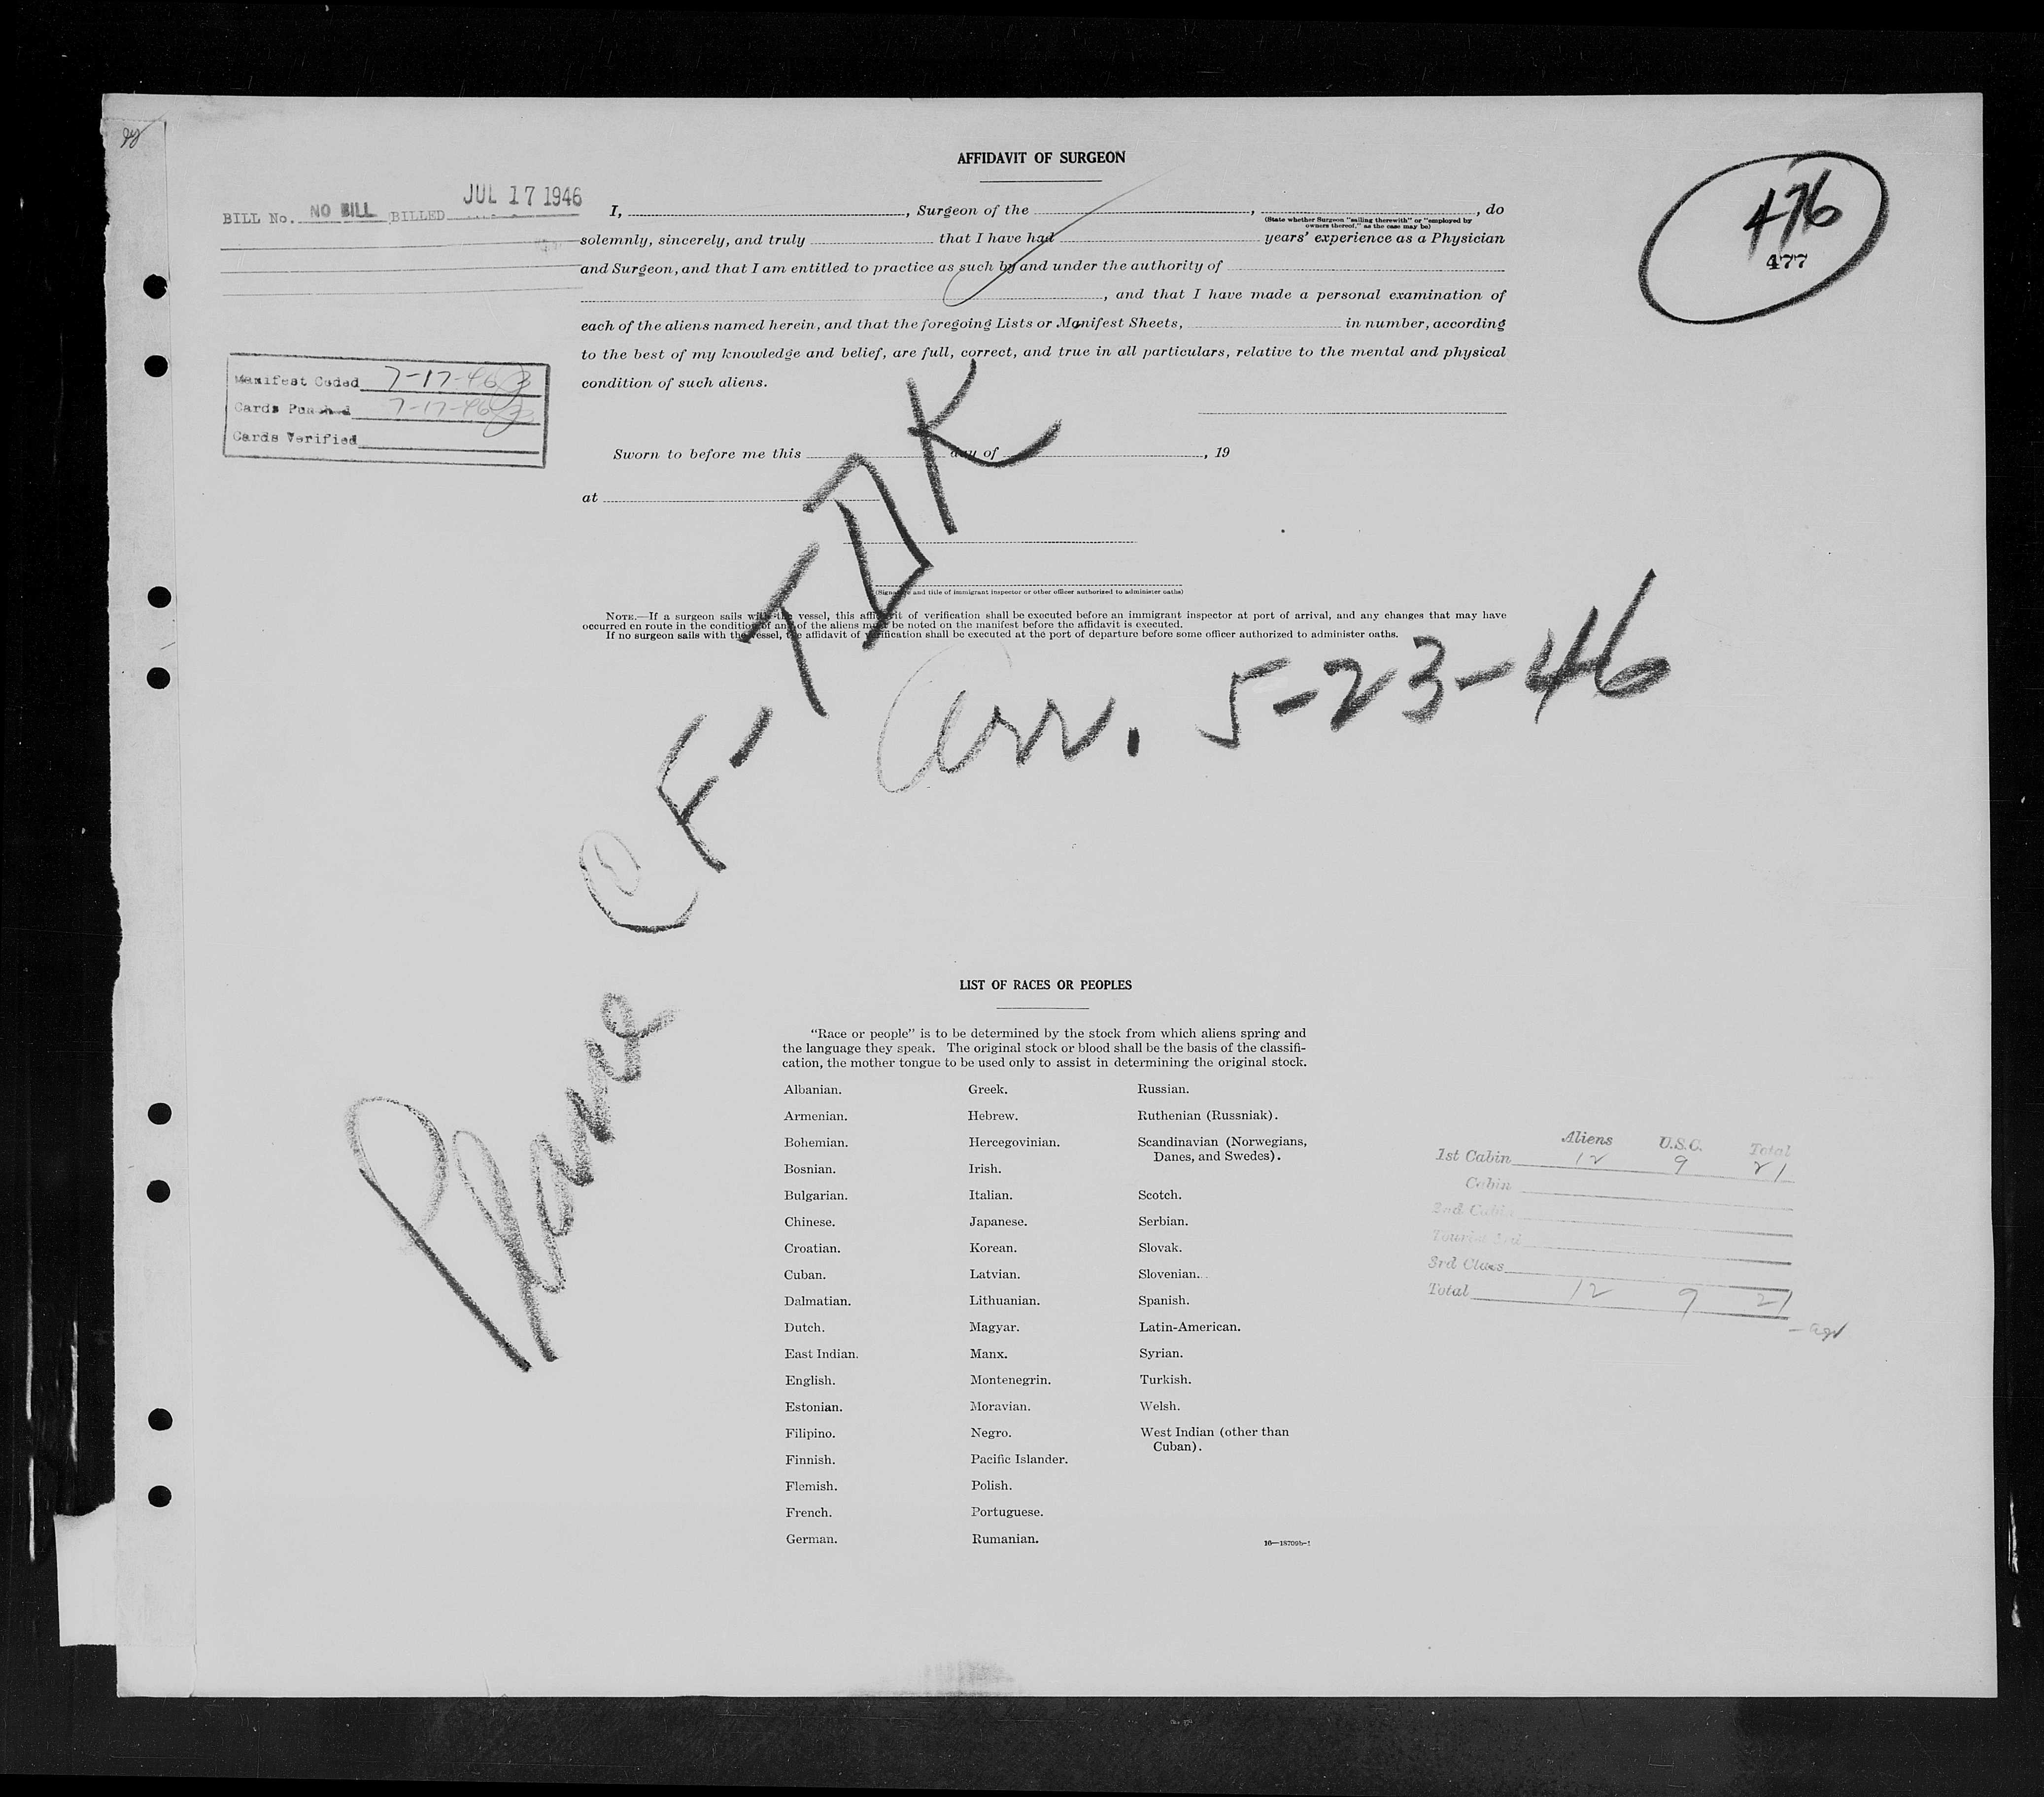 AFFIDAVIT OF SURGEON
476
477
BILL No. NO BILL BILLED JUL 17 1946
I, , Surgeon of the , , do
(State whether Surgeon "sailing therewith" or "employed by
owners thereof," as the case may be)
solemnly, sincerely, and truly that I have had years' experience as a Physician
and Surgeon, and that I am entitled to practice as such by and under the authority of
, and that I have made a personal examination of
each of the aliens named herein, and that the foregoing Lists or Manifest Sheets, in number, according
to the best of my knowledge and belief, are full, correct, and true in all particulars, relative to the mental and physical
condition of such aliens.
Manifest Coded 7-17-46
Cards Punched 7-17-46
Cards Verified
Sworn to before me this day of , 19
at
(Signature and title of immigrant inspector or other officer authorized to administer oaths)
NOTE.—If a surgeon sails with the vessel, this affidavit of verification shall be executed before an immigrant inspector at port of arrival, and any changes that may have
occurred en route in the condition of any of the aliens must be noted on the manifest before the affidavit is executed.
If no surgeon sails with the vessel, the affidavit of verification shall be executed at the port of departure before some officer authorized to administer oaths.
Plane CF-TDK
Arr. 5-23-46
LIST OF RACES OR PEOPLES
"Race or people" is to be determined by the stock from which aliens spring and
the language they speak. The original stock or blood shall be the basis of the classifi-
cation, the mother tongue to be used only to assist in determining the original stock.
Albanian. Greek. Russian.
Armenian. Hebrew. Ruthenian (Russniak).
Bohemian. Hercegovinian. Scandinavian (Norwegians,
Danes, and Swedes).
Bosnian. Irish.
Bulgarian. Italian. Scotch.
Chinese. Japanese. Serbian.
Croatian. Korean. Slovak.
Cuban. Latvian. Slovenian.
Dalmatian. Lithuanian. Spanish.
Dutch. Magyar. Latin-American.
East Indian. Manx. Syrian.
English. Montenegrin. Turkish.
Estonian. Moravian. Welsh.
Filipino. Negro. West Indian (other than
Cuban).
Finnish. Pacific Islander.
Flemish. Polish.
French. Portuguese.
German. Rumanian.
16—18709b-1
Aliens U.S.C. Total
1st Cabin 12 9 21
Cabin
2nd Cabin
3rd Class
Total 12 9 21